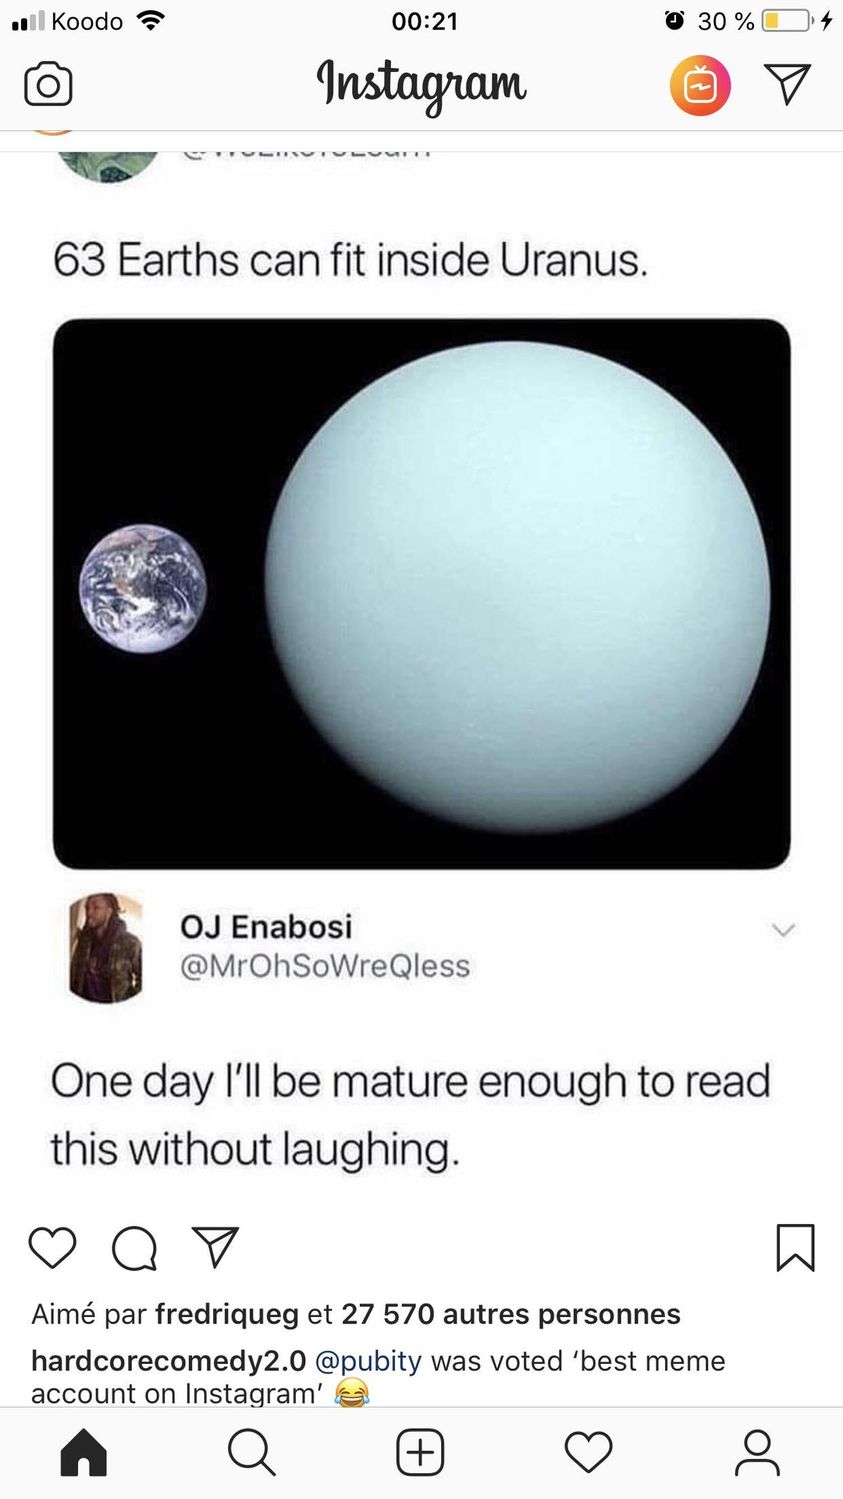 Koodo
00:21
30 %
Instagram
63 Earths can fit inside Uranus.
OJ Enabosi
@MrOhSoWreQless
One day I'll be mature enough to read
this without laughing.
Aimé par fredriqueg et 27 570 autres personnes
hardcorecomedy2.0 @pubity was voted ‘best meme
account on Instagram’ 😂